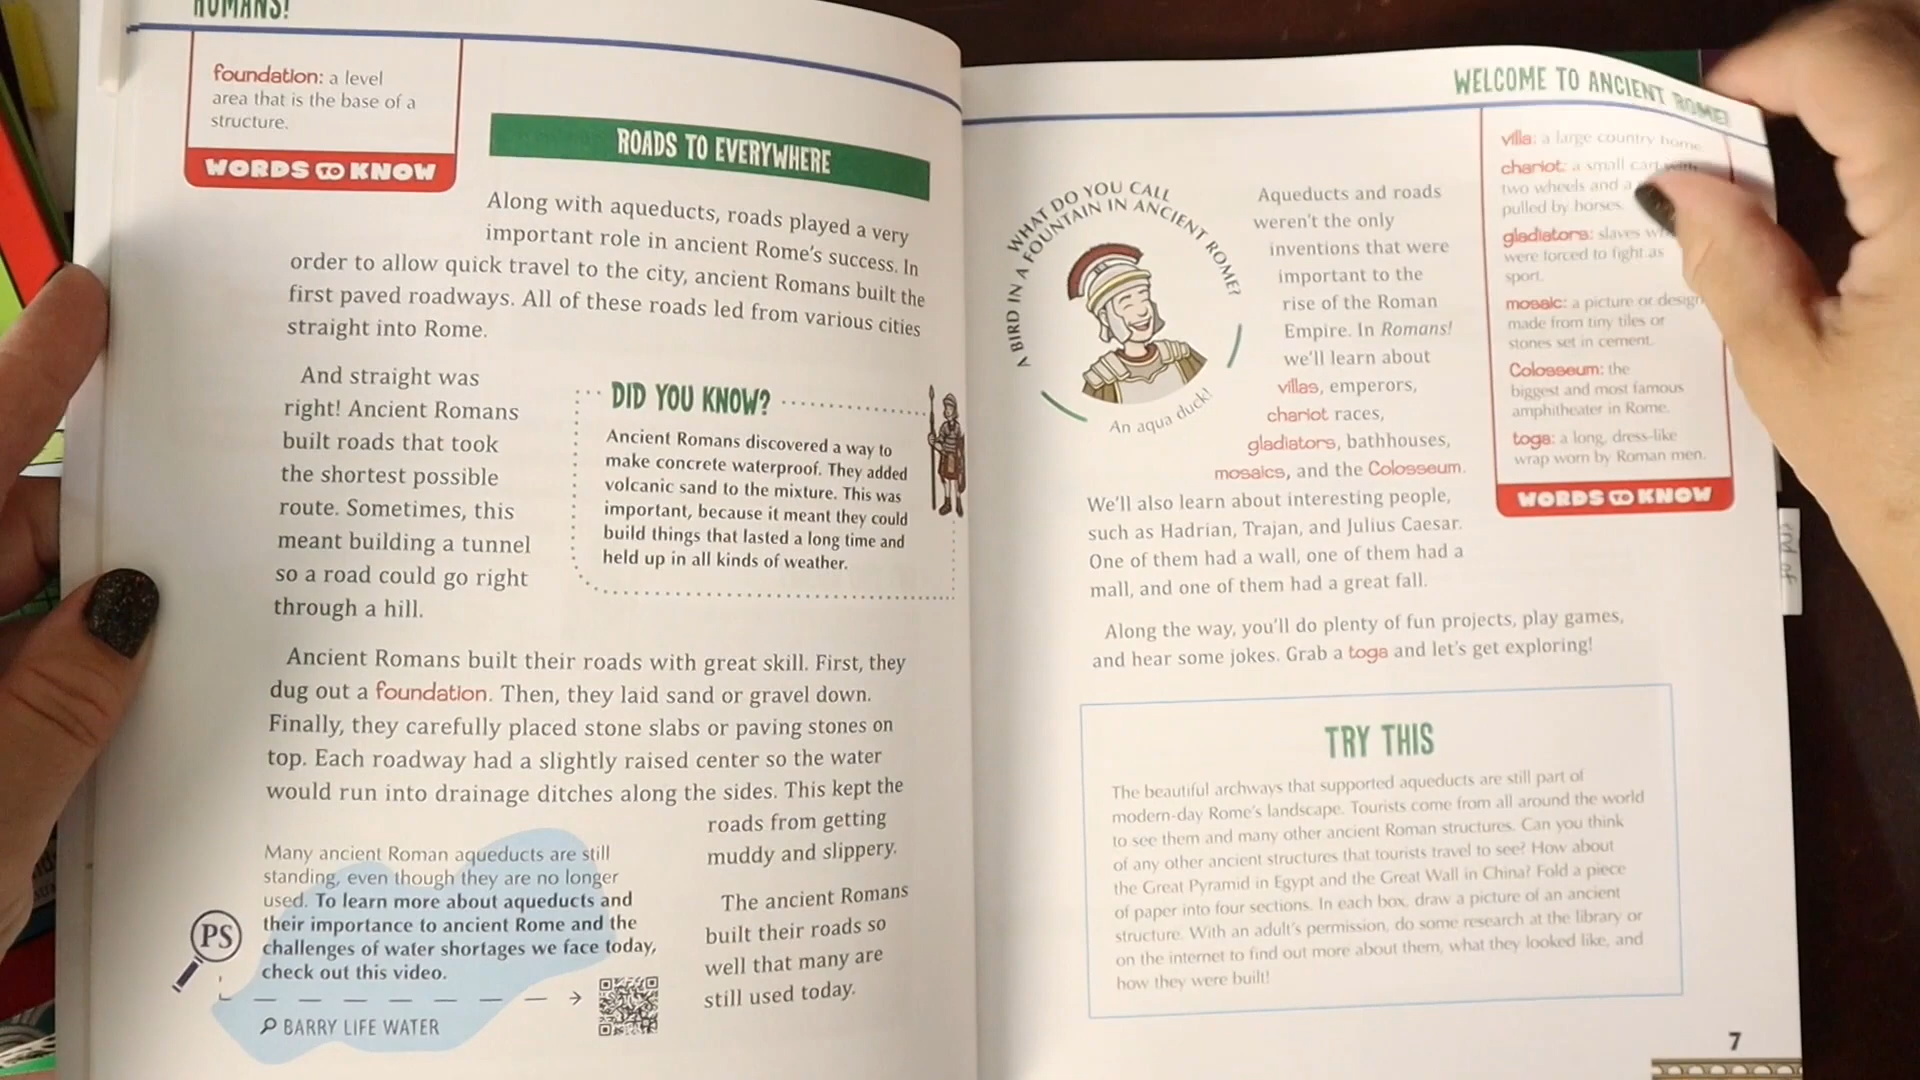 ROMANS!
foundation: a level
area that is the base of a
structure.
WORDS TO KNOW
ROADS TO EVERYWHERE
Along with aqueducts, roads played a very
important role in ancient Rome's success. In
order to allow quick travel to the city, ancient Romans built the
first paved roadways. All of these roads led from various cities
straight into Rome.
And straight was
right! Ancient Romans
built roads that took
the shortest possible
route. Sometimes, this
meant building a tunnel
so a road could go right
through a hill.
DID YOU KNOW?
Ancient Romans discovered a way to
make concrete waterproof. They added
volcanic sand to the mixture. This was
important, because it meant they could
build things that lasted a long time and
held up in all kinds of weather.
Ancient Romans built their roads with great skill. First, they
dug out a foundation. Then, they laid sand or gravel down.
Finally, they carefully placed stone slabs or paving stones on
top. Each roadway had a slightly raised center so the water
would run into drainage ditches along the sides. This kept the
roads from getting
muddy and slippery.
The ancient Romans
built their roads so
well that many are
still used today.
Many ancient Roman aqueducts are still
standing, even though they are no longer
used. To learn more about aqueducts and
their importance to ancient Rome and the
challenges of water shortages we face today,
check out this video.
PS
BARRY LIFE WATER
WELCOME TO ANCIENT ROME!
WHAT DO YOU CALL
A BIRD IN A FOUNTAIN IN ANCIENT ROME?
An aqua duck!
Aqueducts and roads
weren't the only
inventions that were
important to the
rise of the Roman
Empire. In Romans!
we'll learn about
villas, emperors,
chariot races,
gladiators, bathhouses,
mosaics, and the Colosseum.
We'll also learn about interesting people,
such as Hadrian, Trajan, and Julius Caesar.
One of them had a wall, one of them had a
mall, and one of them had a great fall.
Along the way, you'll do plenty of fun projects, play games,
and hear some jokes. Grab a toga and let's get exploring!
villa: a large country home.
chariot: a small cart with
two wheels and a
pulled by horses.
gladiators: slaves
were forced to fight as
sport.
mosaic: a picture or design
made from tiny tiles or
stones set in cement.
Colosseum: the
biggest and most famous
amphitheater in Rome.
toga: a long, dress-like
wrap worn by Roman men.
WORDS TO KNOW
TRY THIS
The beautiful archways that supported aqueducts are still part of
modern-day Rome's landscape. Tourists come from all around the world
to see them and many other ancient Roman structures. Can you think
of any other ancient structures that tourists travel to see? How about
the Great Pyramid in Egypt and the Great Wall in China? Fold a piece
of paper into four sections. In each box, draw a picture of an ancient
structure. With an adult's permission, do some research at the library or
on the internet to find out more about them, what they looked like, and
how they were built!
7